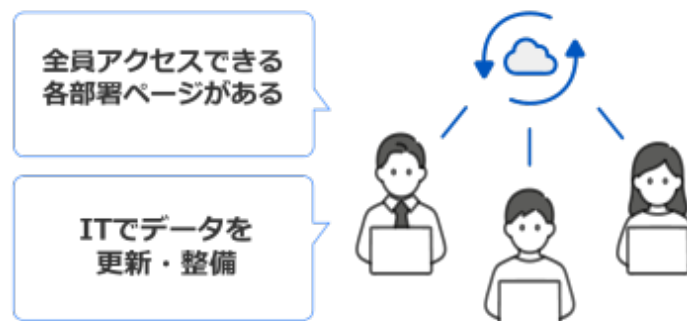 全員アクセスできる
各部署ページがある
ITでデータを
更新・整備